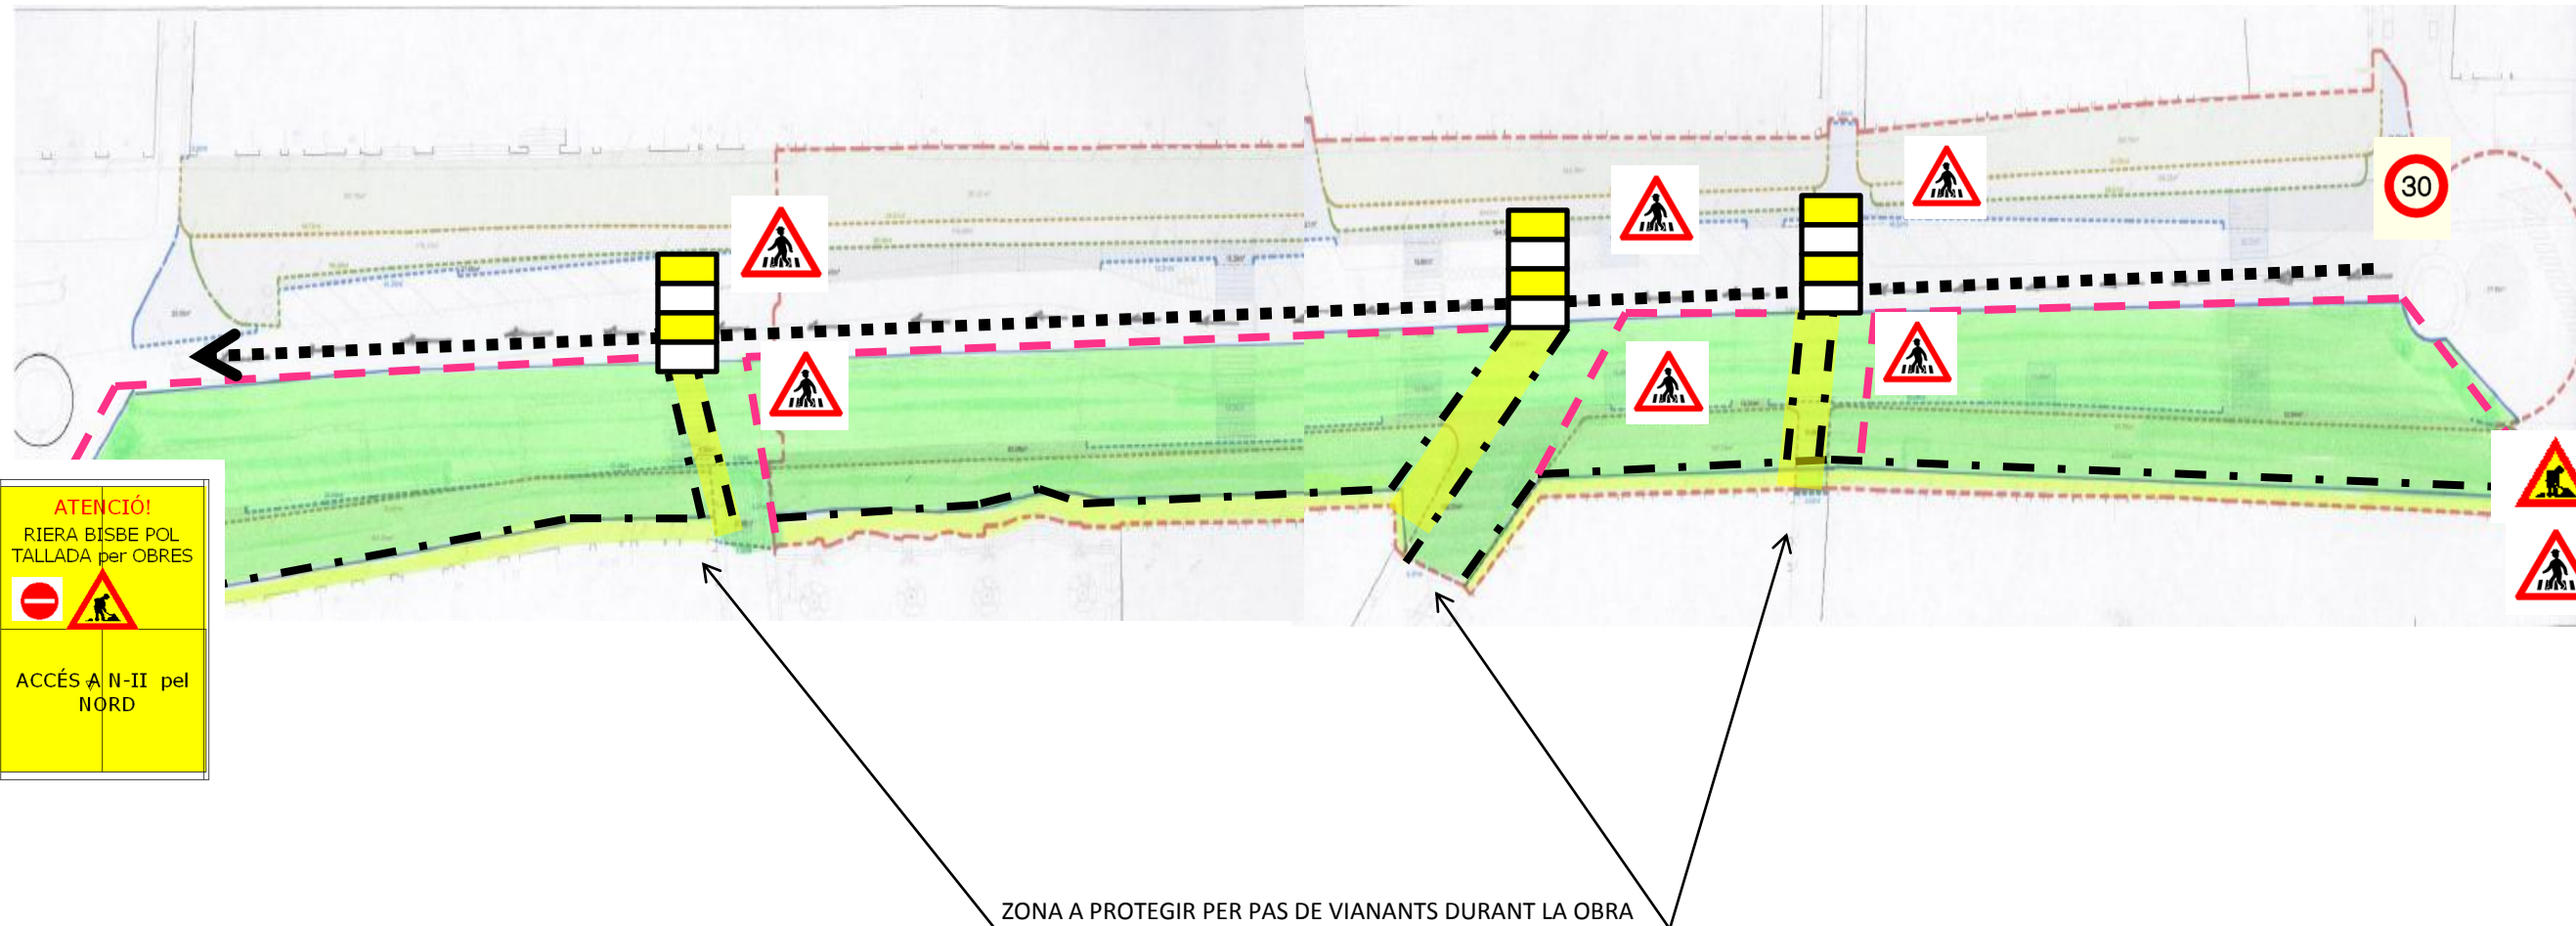 30
ATENCIÓ!
RIERA BISBE POL
TALLADA per OBRES
ACCÉS A N-II pel
NORD
ZONA A PROTEGIR PER PAS DE VIANANTS DURANT LA OBRA